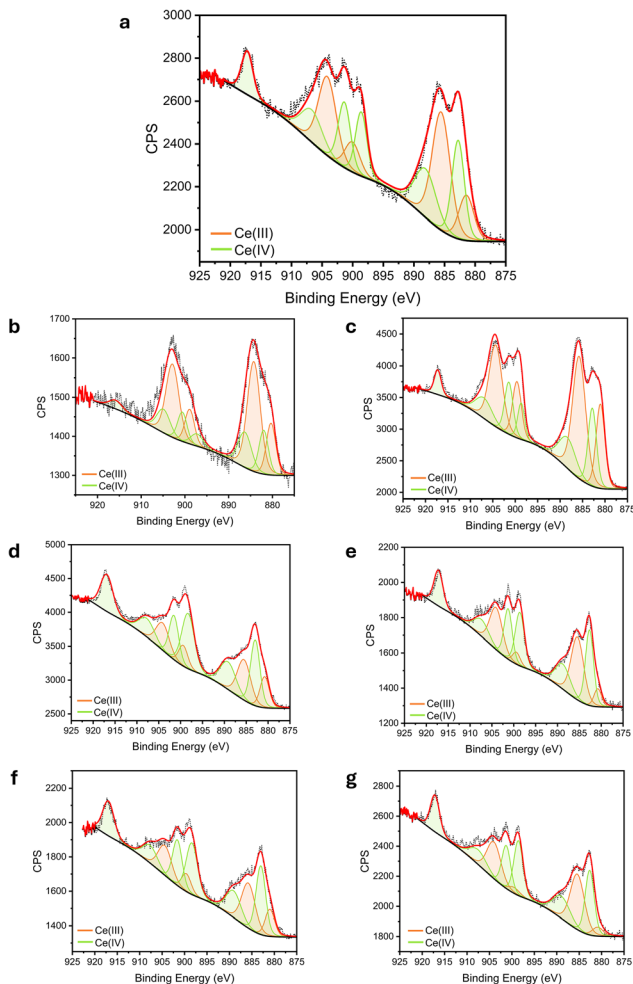 a
3000
2800
2600
2400
2200
2000
CPS
Ce(III)
Ce(IV)
925 920 915 910 905 900 895 890 885 880 875
Binding Energy (eV)
b
1700
1600
1500
1400
1300
CPS
Ce(III)
Ce(IV)
920 910 900 890 880
Binding Energy (eV)
c
4500
4000
3500
3000
2500
2000
CPS
Ce(III)
Ce(IV)
925 920 915 910 905 900 895 890 885 880 875
Binding Energy (eV)
d
5000
4500
4000
3500
3000
2500
CPS
Ce(III)
Ce(IV)
925 920 915 910 905 900 895 890 885 880 875
Binding Energy (eV)
e
2200
2000
1800
1600
1400
1200
CPS
Ce(III)
Ce(IV)
925 920 915 910 905 900 895 890 885 880 875
Binding Energy (eV)
f
2200
2000
1800
1600
1400
CPS
Ce(III)
Ce(IV)
925 920 915 910 905 900 895 890 885 880 875
Binding Energy (eV)
g
2800
2600
2400
2200
2000
1800
CPS
Ce(III)
Ce(IV)
925 920 915 910 905 900 895 890 885 880 875
Binding Energy (eV)